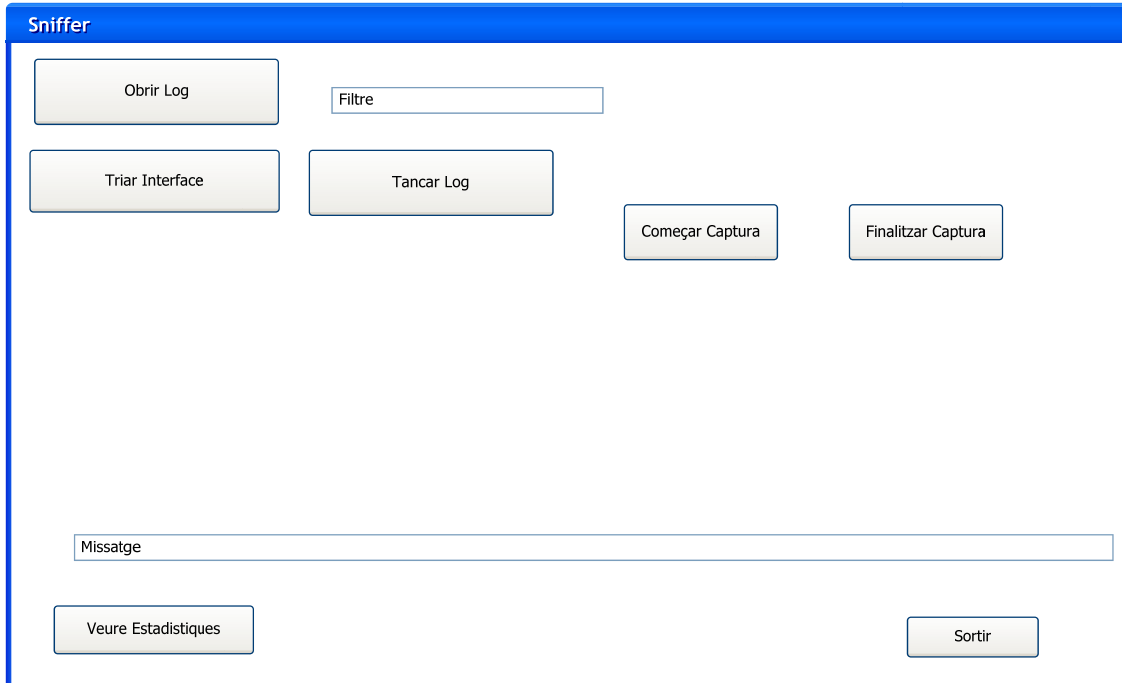 Sniffer
Obrir Log
Filtre
Triar Interface
Tancar Log
Começar Captura
Finalitzar Captura
Missatge
Veure Estadistiques
Sortir